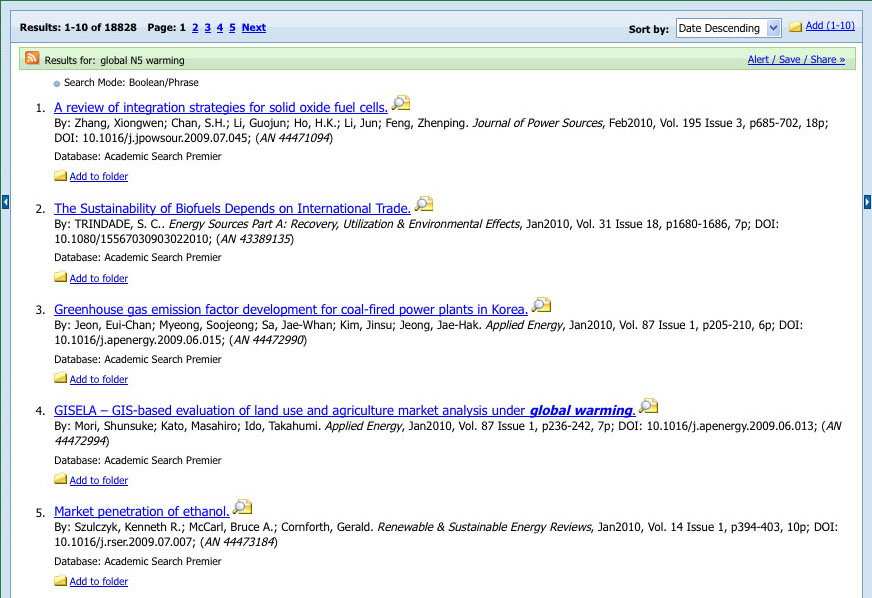 Results: 1-10 of 18828 Page: 1 2 3 4 5 Next
Sort by: Date Descending Add (1-10)
Results for: global N5 warming
Alert / Save / Share »
Search Mode: Boolean/Phrase
1. A review of integration strategies for solid oxide fuel cells.
By: Zhang, Xiongwen; Chan, S.H.; Li, Guojun; Ho, H.K.; Li, Jun; Feng, Zhenping. Journal of Power Sources, Feb2010, Vol. 195 Issue 3, p685-702, 18p;
DOI: 10.1016/j.jpowsour.2009.07.045; (AN 44471094)
Database: Academic Search Premier
Add to folder
2. The Sustainability of Biofuels Depends on International Trade.
By: TRINDADE, S. C.. Energy Sources Part A: Recovery, Utilization & Environmental Effects, Jan2010, Vol. 31 Issue 18, p1680-1686, 7p; DOI:
10.1080/15567030903022010; (AN 43389135)
Database: Academic Search Premier
Add to folder
3. Greenhouse gas emission factor development for coal-fired power plants in Korea.
By: Jeon, Eui-Chan; Myeong, Soojeong; Sa, Jae-Whan; Kim, Jinsu; Jeong, Jae-Hak. Applied Energy, Jan2010, Vol. 87 Issue 1, p205-210, 6p; DOI:
10.1016/j.apenergy.2009.06.015; (AN 44472990)
Database: Academic Search Premier
Add to folder
4. GISELA – GIS-based evaluation of land use and agriculture market analysis under global warming.
By: Mori, Shunsuke; Kato, Masahiro; Ido, Takahumi. Applied Energy, Jan2010, Vol. 87 Issue 1, p236-242, 7p; DOI: 10.1016/j.apenergy.2009.06.013; (AN
44472994)
Database: Academic Search Premier
Add to folder
5. Market penetration of ethanol.
By: Szulczyk, Kenneth R.; McCarl, Bruce A.; Cornforth, Gerald. Renewable & Sustainable Energy Reviews, Jan2010, Vol. 14 Issue 1, p394-403, 10p; DOI:
10.1016/j.rser.2009.07.007; (AN 44473184)
Database: Academic Search Premier
Add to folder